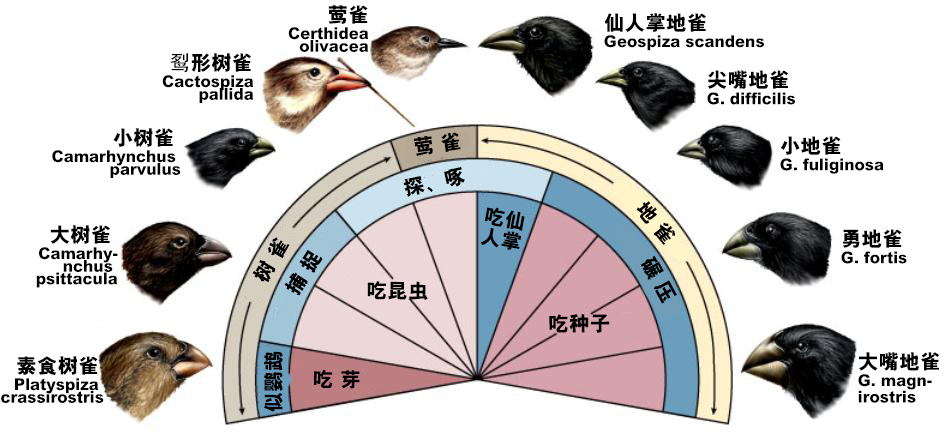 莺雀
Certhidea
olivacea
仙人掌地雀
Geospiza scandens
䴕形树雀
Cactospiza
pallida
尖嘴地雀
G. difficilis
小树雀
Camarhynchus
parvulus
小地雀
G. fuliginosa
大树雀
Camarhy-
nchus
psittacula
勇地雀
G. fortis
素食树雀
Platyspiza
crassirostris
大嘴地雀
G. magn-
irostris
树雀
莺雀
地雀
似鹦鹉
捕捉
探、啄
碾压
吃芽
吃昆虫
吃仙
人掌
吃种子